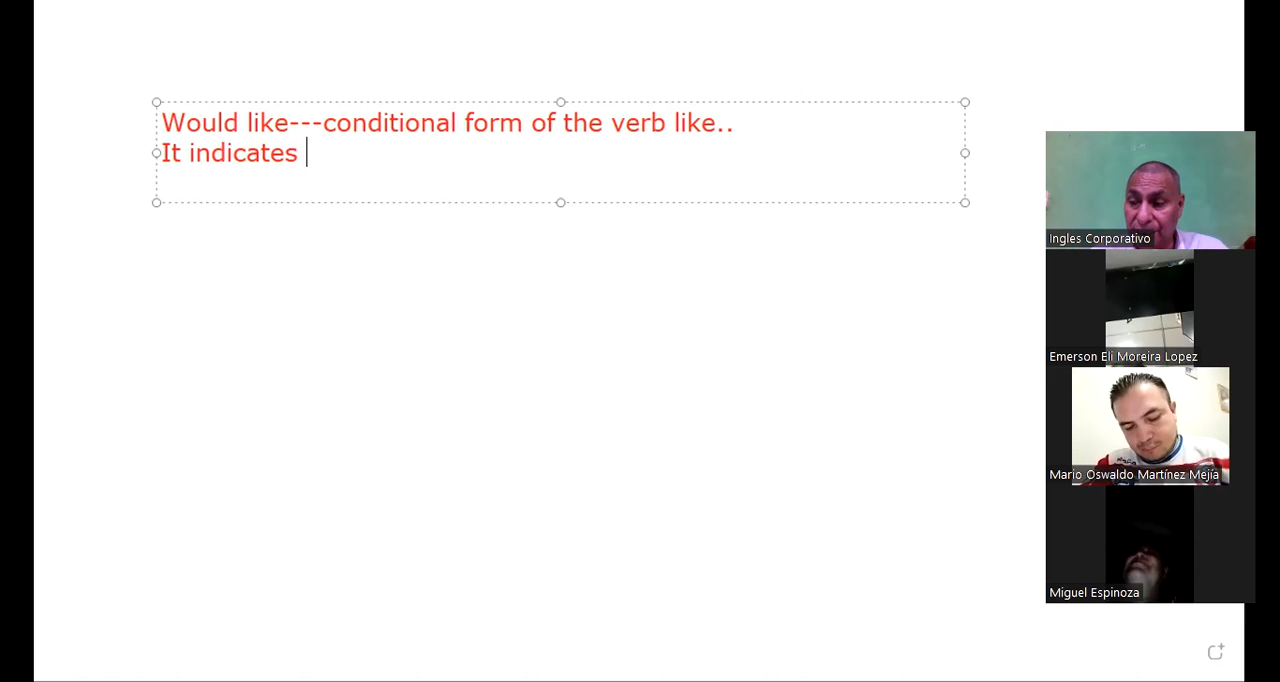 Would like---conditional form of the verb like..
It indicates
Ingles Corporativo
Emerson Eli Moreira Lopez
Mario Oswaldo Martínez Mejía
Miguel Espinoza